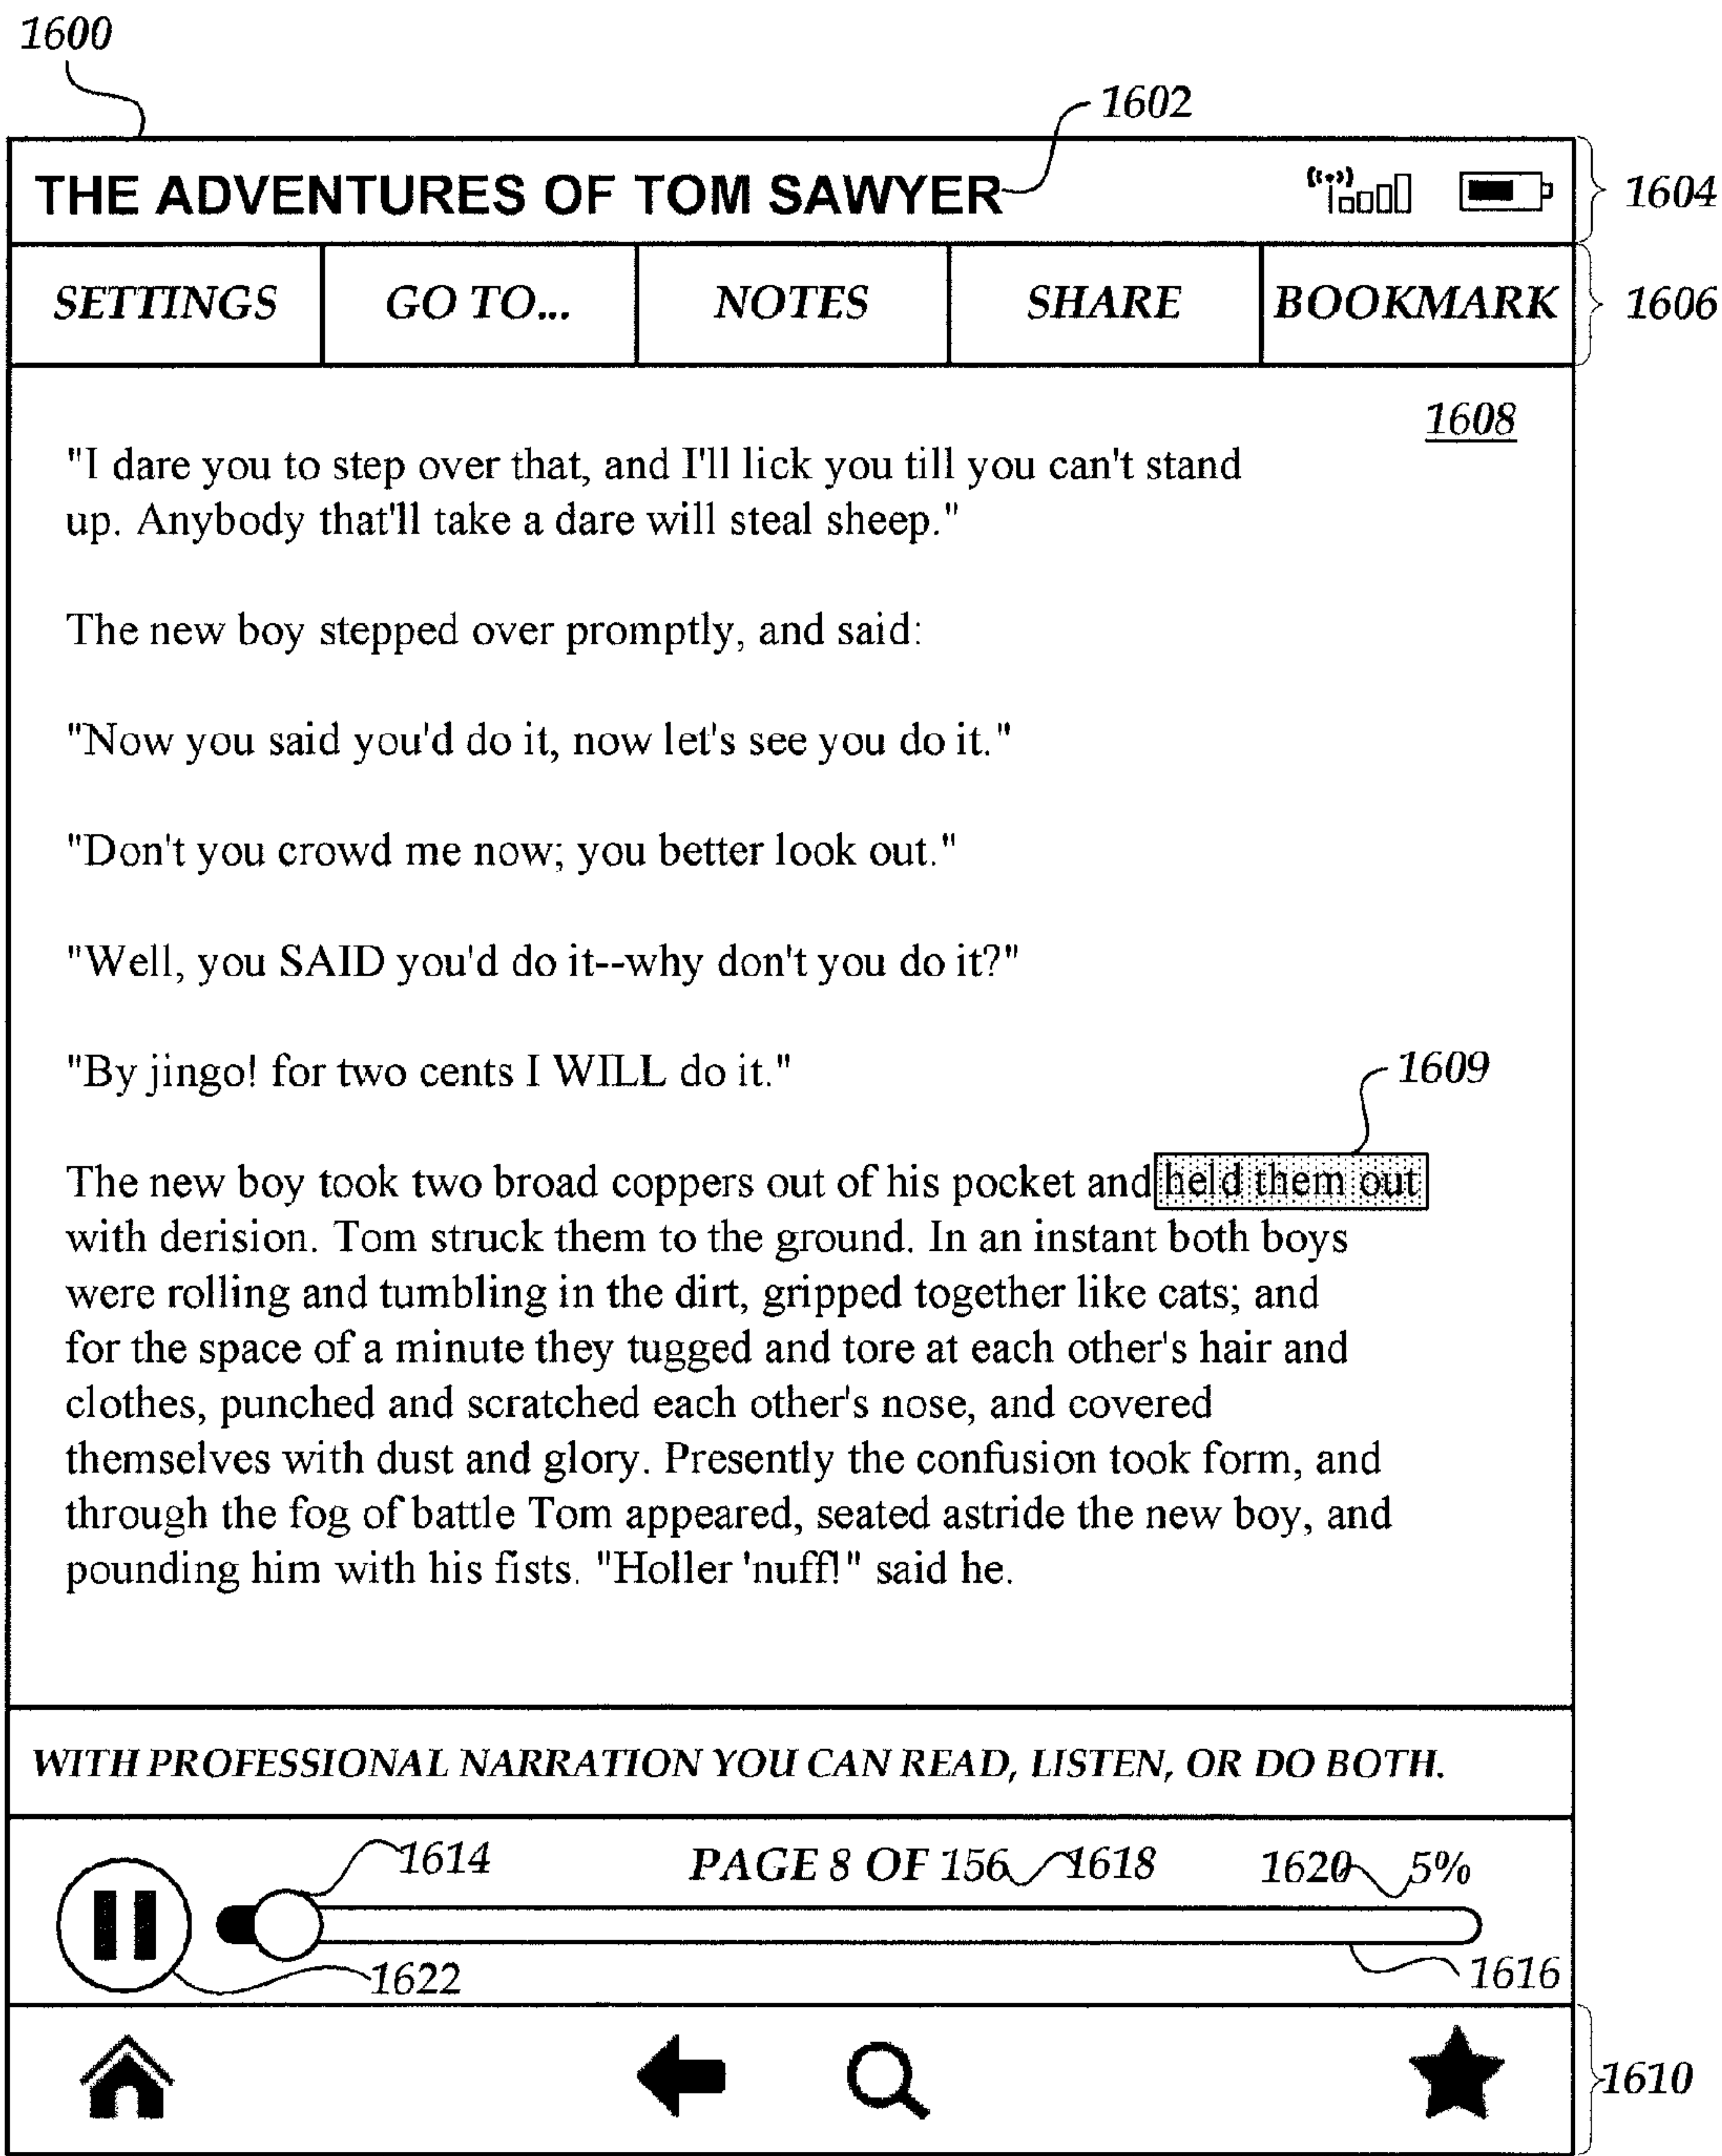 1600
1602
THE ADVENTURES OF TOM SAWYER
1604
SETTINGS GO TO... NOTES SHARE BOOKMARK
1606
1608
"I dare you to step over that, and I'll lick you till you can't stand
up. Anybody that'll take a dare will steal sheep."
The new boy stepped over promptly, and said:
"Now you said you'd do it, now let's see you do it."
"Don't you crowd me now; you better look out."
"Well, you SAID you'd do it--why don't you do it?"
"By jingo! for two cents I WILL do it."
1609
The new boy took two broad coppers out of his pocket and held them out
with derision. Tom struck them to the ground. In an instant both boys
were rolling and tumbling in the dirt, gripped together like cats; and
for the space of a minute they tugged and tore at each other's hair and
clothes, punched and scratched each other's nose, and covered
themselves with dust and glory. Presently the confusion took form, and
through the fog of battle Tom appeared, seated astride the new boy, and
pounding him with his fists. "Holler 'nuff!" said he.
WITH PROFESSIONAL NARRATION YOU CAN READ, LISTEN, OR DO BOTH.
1614 PAGE 8 OF 156 1618 1620 5%
1622 1616
1610